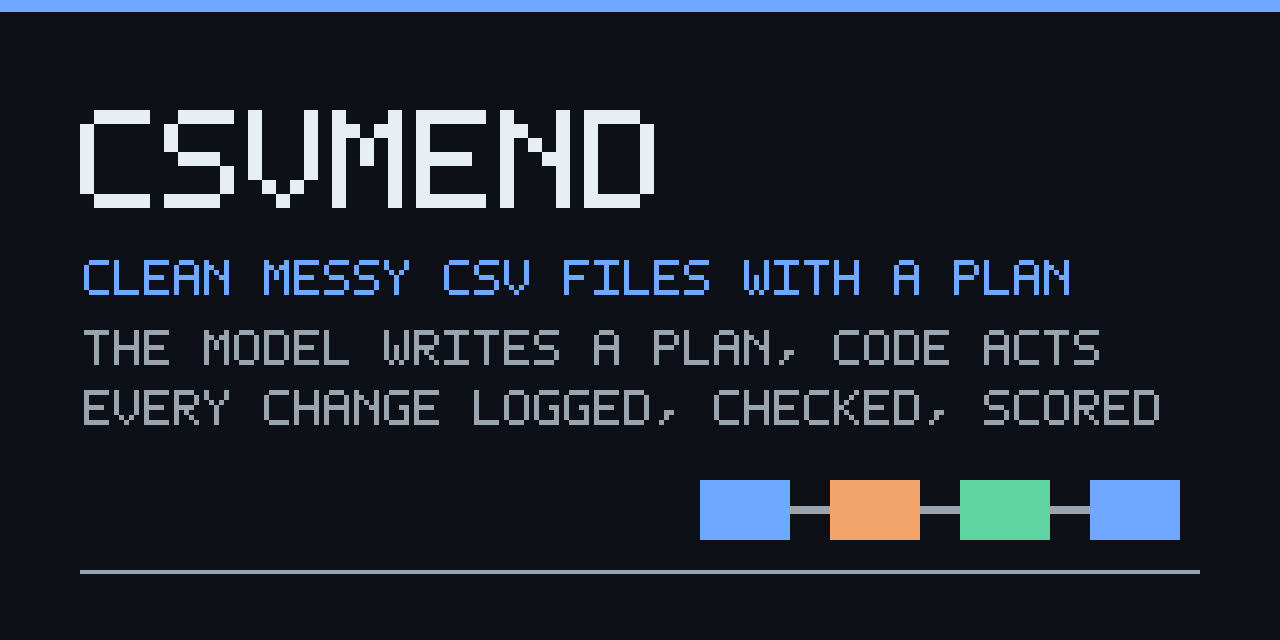 CSVMEND
CLEAN MESSY CSV FILES WITH A PLAN
THE MODEL WRITES A PLAN, CODE ACTS
EVERY CHANGE LOGGED, CHECKED, SCORED